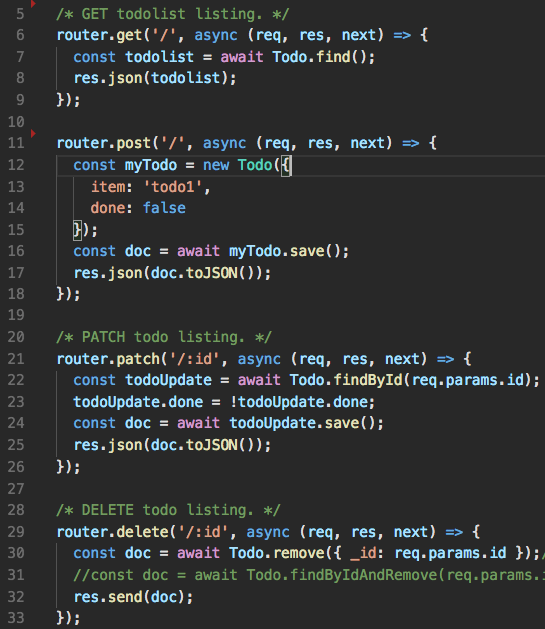 5 /* GET todolist listing. */
6 router.get('/', async (req, res, next) => {
7   const todolist = await Todo.find();
8   res.json(todolist);
9 });
10
11 router.post('/', async (req, res, next) => {
12   const myTodo = new Todo({
13     item: 'todo1',
14     done: false
15   });
16   const doc = await myTodo.save();
17   res.json(doc.toJSON());
18 });
19
20 /* PATCH todo listing. */
21 router.patch('/:id', async (req, res, next) => {
22   const todoUpdate = await Todo.findById(req.params.id);
23   todoUpdate.done = !todoUpdate.done;
24   const doc = await todoUpdate.save();
25   res.json(doc.toJSON());
26 });
27
28 /* DELETE todo listing. */
29 router.delete('/:id', async (req, res, next) => {
30   const doc = await Todo.remove({ _id: req.params.id });/
31   //const doc = await Todo.findByIdAndRemove(req.params.
32   res.send(doc);
33 });